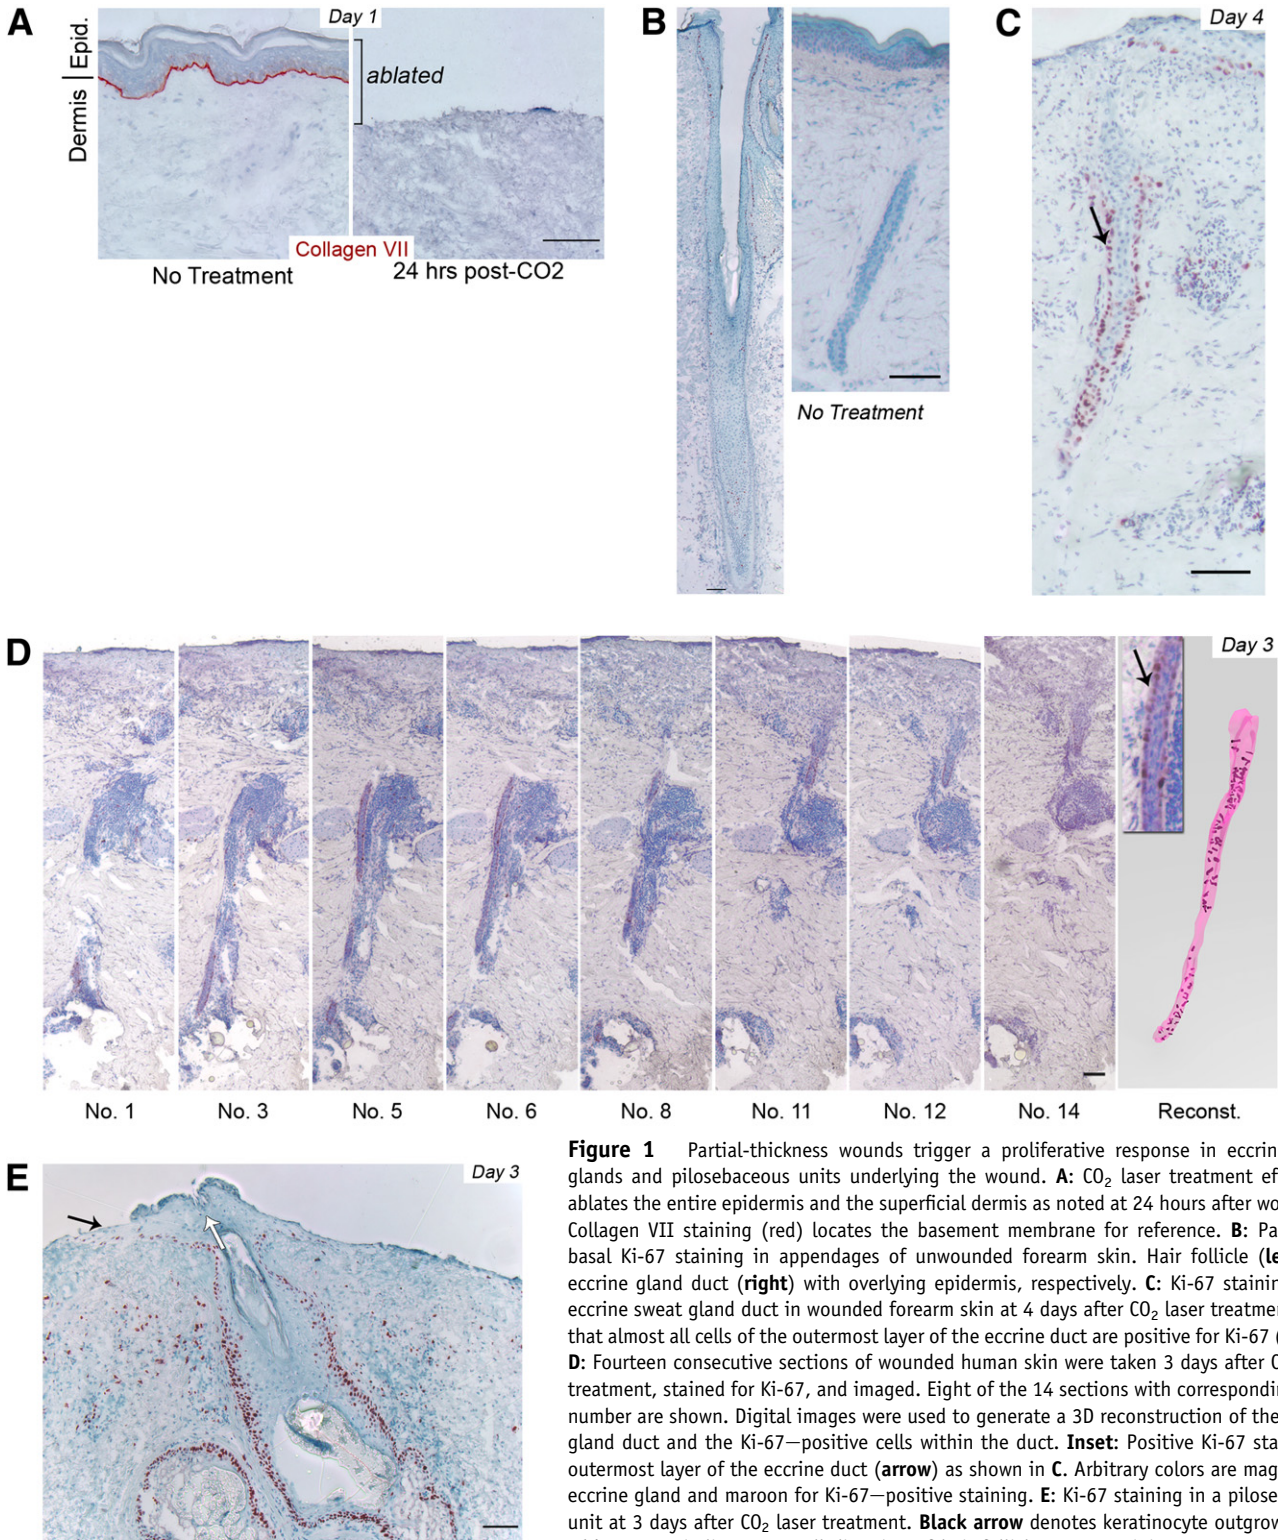 A
Day 1
Epid.
Dermis
ablated
Collagen VII
No Treatment
24 hrs post-CO2
B
No Treatment
C
Day 4
D
Day 3
No. 1
No. 3
No. 5
No. 6
No. 8
No. 11
No. 12
No. 14
Reconst.
E
Day 3
Figure 1 Partial-thickness wounds trigger a proliferative response in eccrin
glands and pilosebaceous units underlying the wound. A: CO2 laser treatment ef
ablates the entire epidermis and the superficial dermis as noted at 24 hours after wo
Collagen VII staining (red) locates the basement membrane for reference. B: Pa
basal Ki-67 staining in appendages of unwounded forearm skin. Hair follicle (le
eccrine gland duct (right) with overlying epidermis, respectively. C: Ki-67 stainin
eccrine sweat gland duct in wounded forearm skin at 4 days after CO2 laser treatmen
that almost all cells of the outermost layer of the eccrine duct are positive for Ki-67 (
D: Fourteen consecutive sections of wounded human skin were taken 3 days after C
treatment, stained for Ki-67, and imaged. Eight of the 14 sections with correspondin
number are shown. Digital images were used to generate a 3D reconstruction of the
gland duct and the Ki-67—positive cells within the duct. Inset: Positive Ki-67 sta
outermost layer of the eccrine duct (arrow) as shown in C. Arbitrary colors are mag
eccrine gland and maroon for Ki-67—positive staining. E: Ki-67 staining in a pilose
unit at 3 days after CO2 laser treatment. Black arrow denotes keratinocyte outgrow